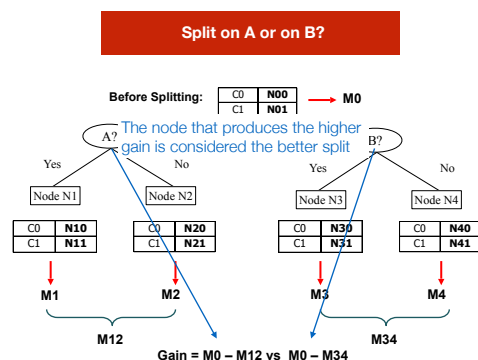 Split on A or on B?
Before Splitting:
C0 N00
C1 N01
M0
The node that produces the higher
gain is considered the better split
A?
B?
Yes
No
Yes
No
Node N1
Node N2
Node N3
Node N4
C0 N10
C1 N11
C0 N20
C1 N21
C0 N30
C1 N31
C0 N40
C1 N41
M1
M2
M3
M4
M12
M34
Gain = M0 – M12 vs M0 – M34